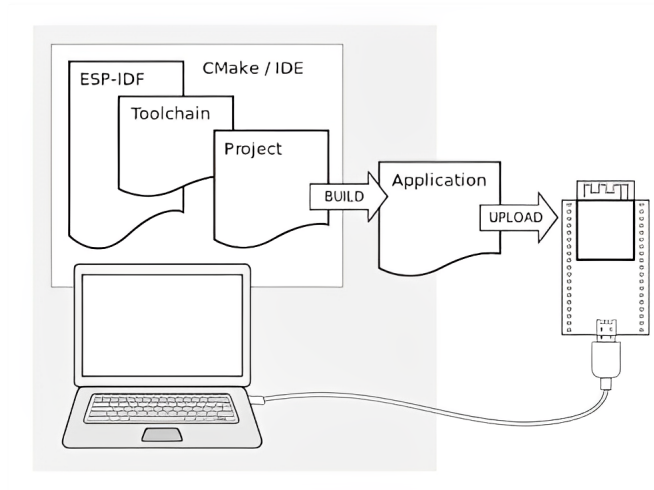 ESP-IDF
CMake / IDE
Toolchain
Project
BUILD
Application
UPLOAD